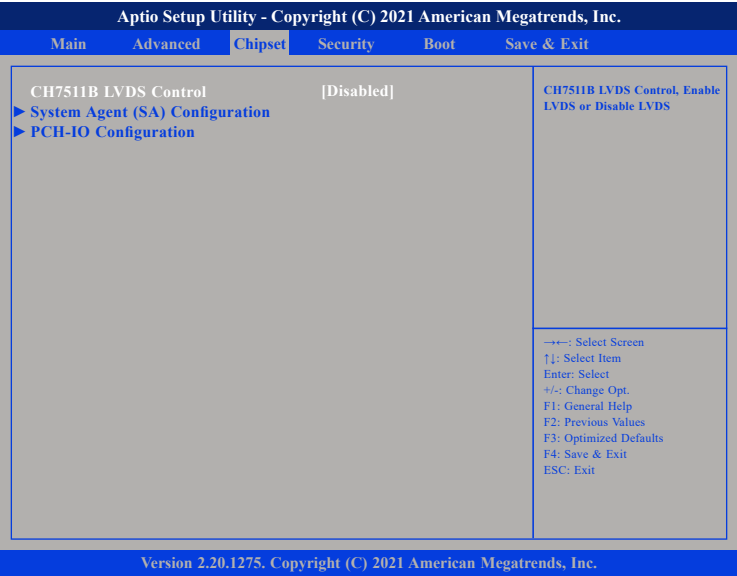 Aptio Setup Utility - Copyright (C) 2021 American Megatrends, Inc.
Main Advanced Chipset Security Boot Save & Exit
CH7511B LVDS Control [Disabled]
► System Agent (SA) Configuration
► PCH-IO Configuration
CH7511B LVDS Control, Enable
LVDS or Disable LVDS
→←: Select Screen
↑↓: Select Item
Enter: Select
+/-: Change Opt.
F1: General Help
F2: Previous Values
F3: Optimized Defaults
F4: Save & Exit
ESC: Exit
Version 2.20.1275. Copyright (C) 2021 American Megatrends, Inc.